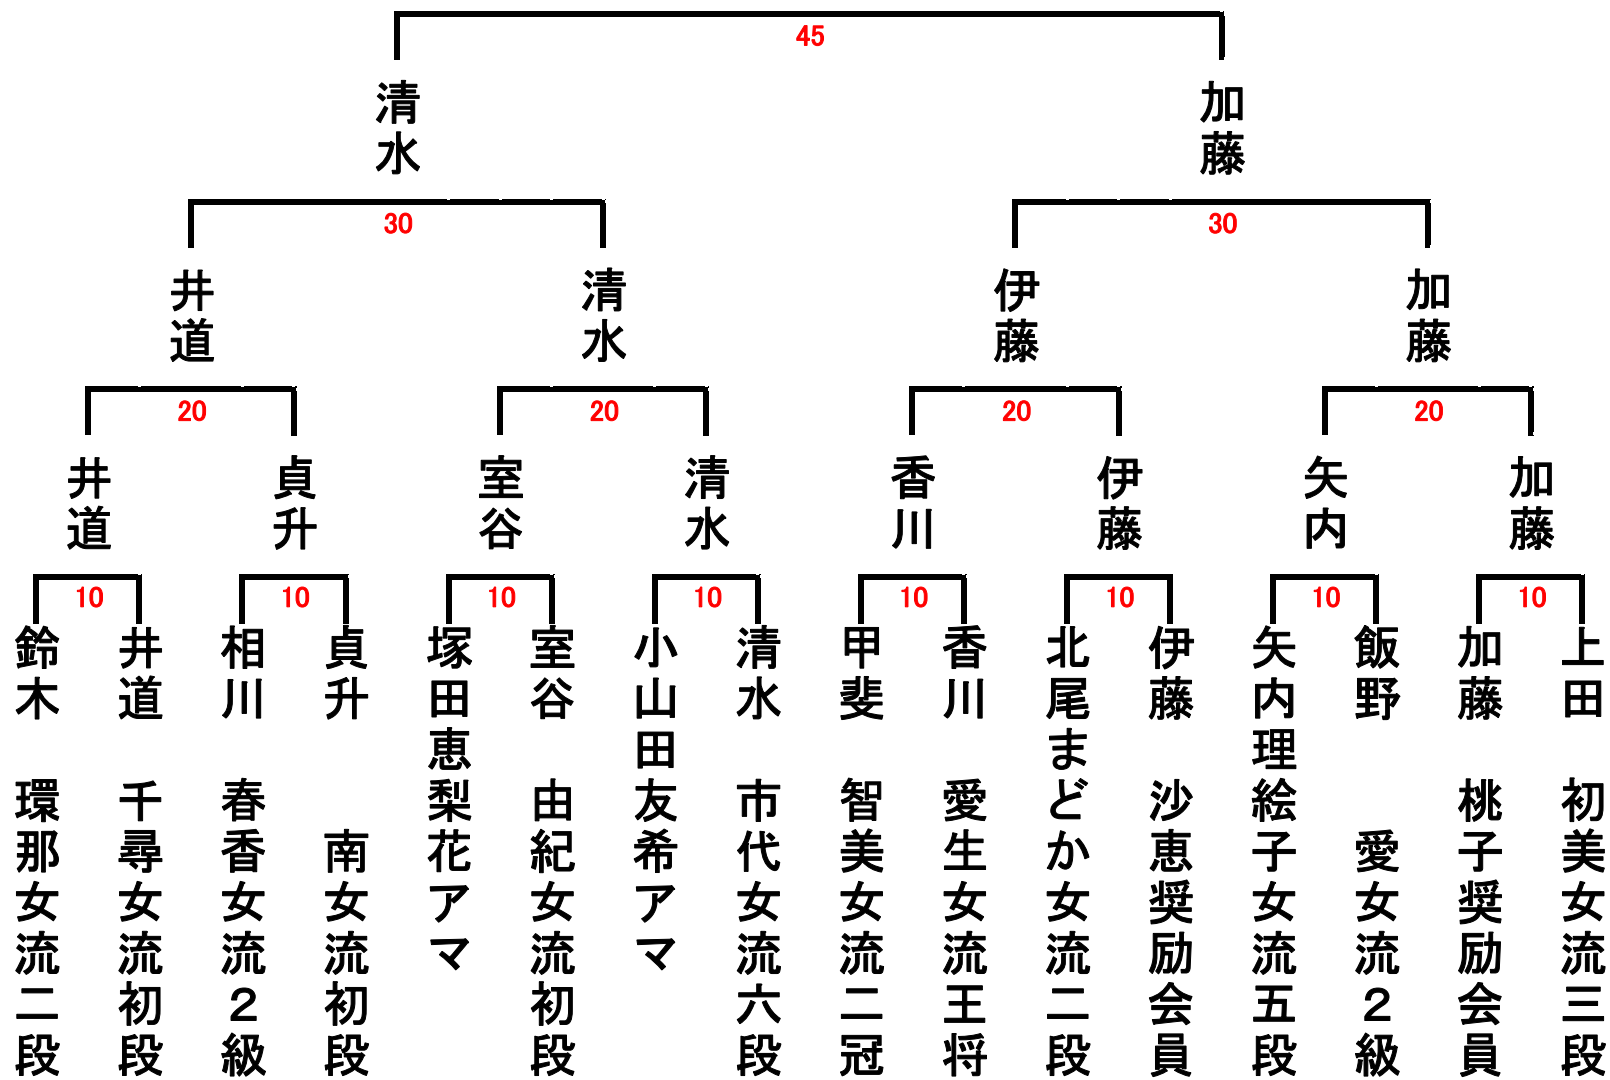 45
清水
加藤
30
30
井道
清水
伊藤
加藤
20
20
20
20
井道
貞升
室谷
清水
香川
伊藤
矢内
加藤
10
10
10
10
10
10
10
10
鈴木　環那女流二段
井道　千尋女流初段
相川　春香女流２級
貞升　　南女流初段
塚田恵梨花アマ
室谷　由紀女流初段
小山田友希アマ
清水　市代女流六段
甲斐　智美女流二冠
香川　愛生女流王将
北尾まどか女流二段
伊藤　沙恵奨励会員
矢内理絵子女流五段
飯野　　愛女流２級
加藤　桃子奨励会員
上田　初美女流三段